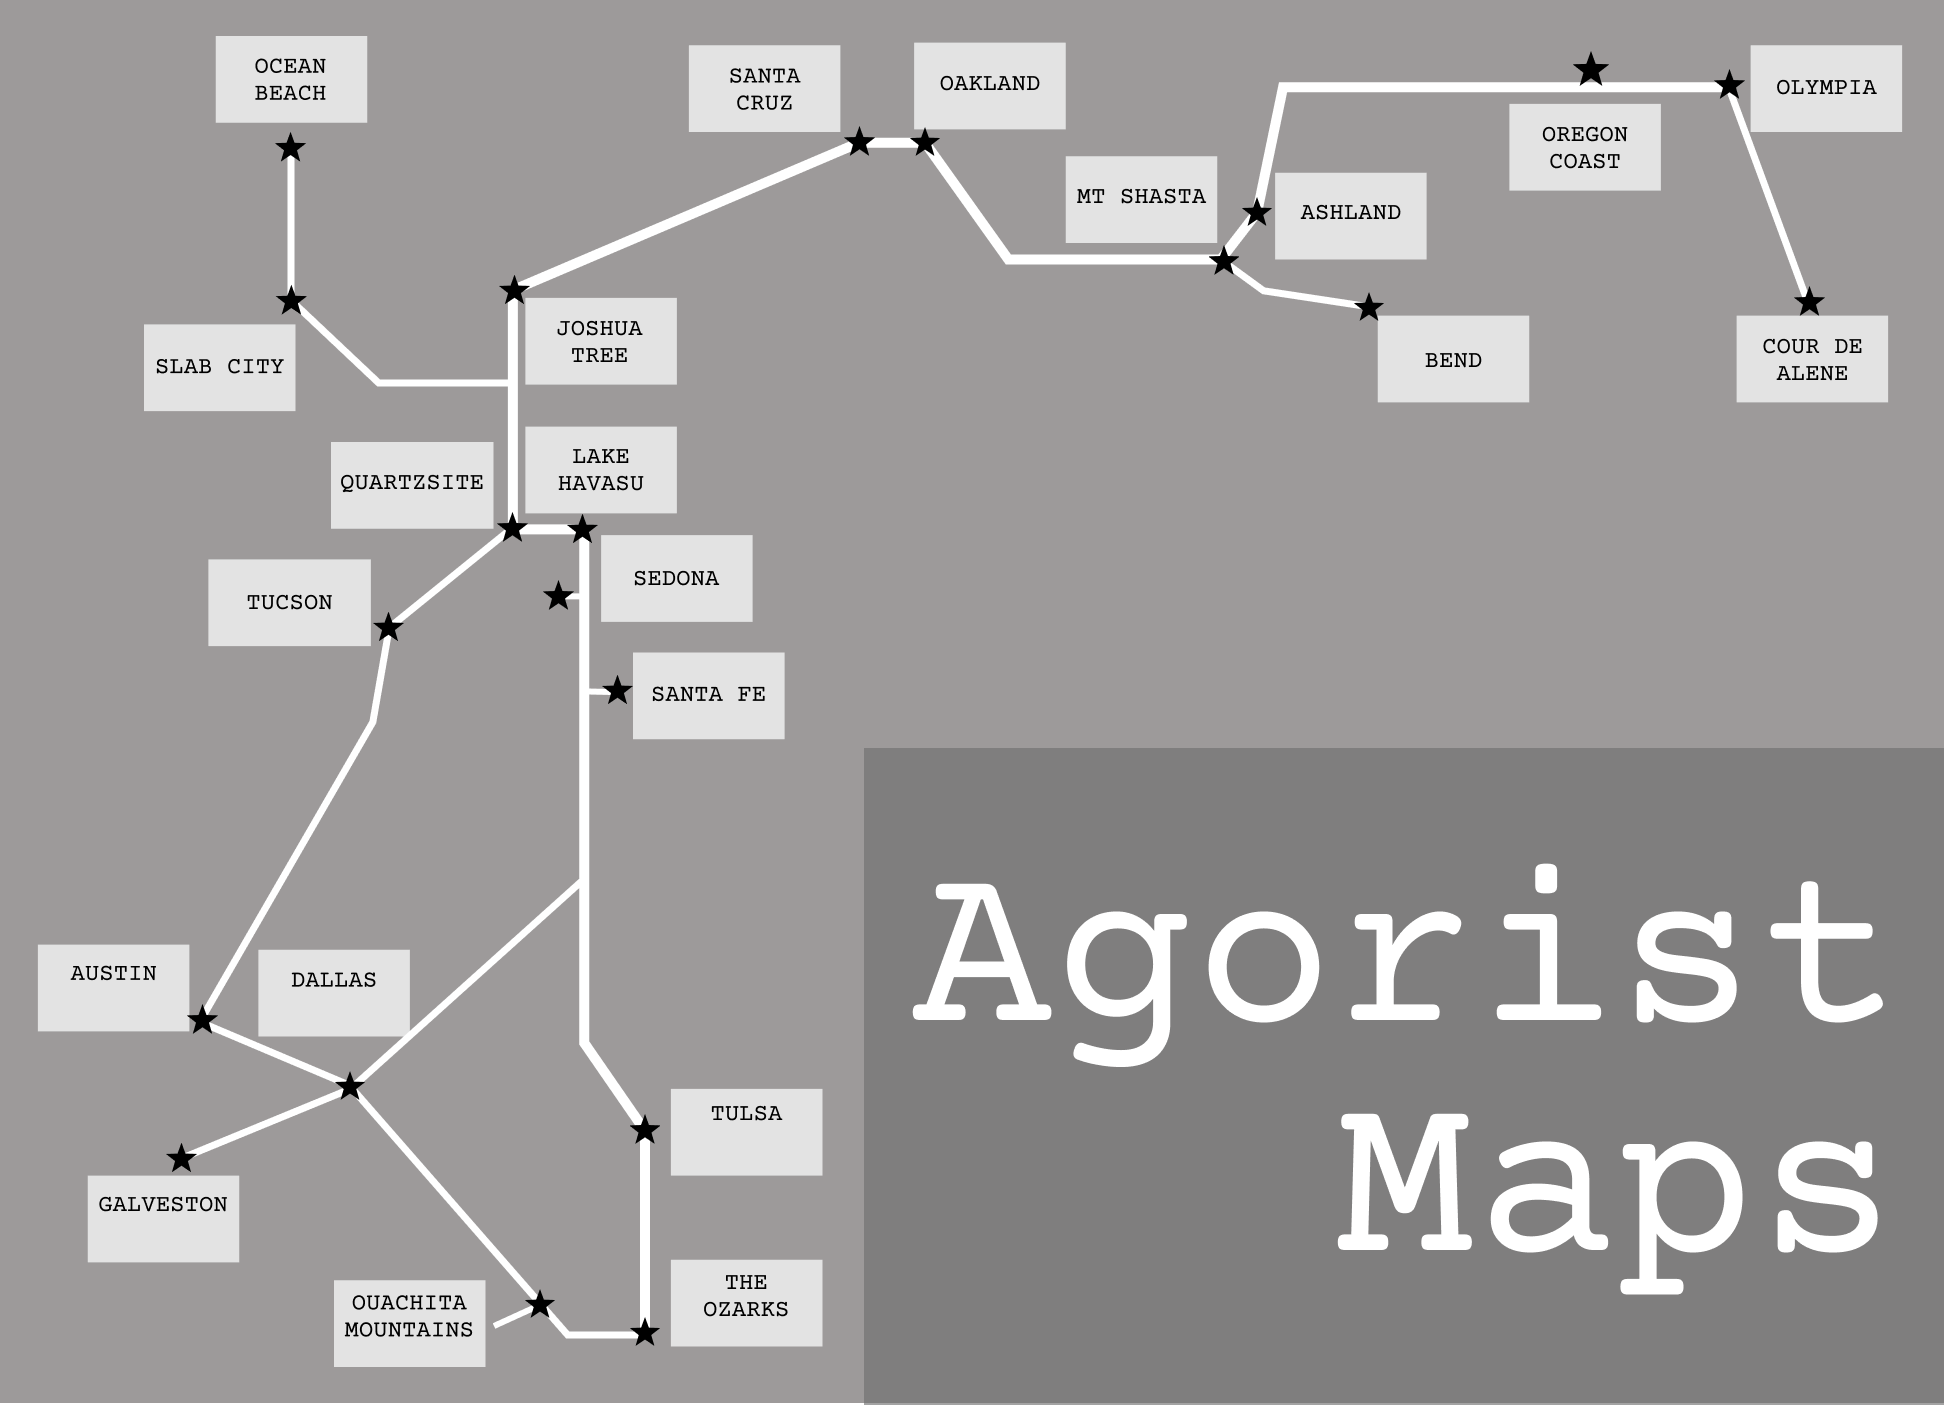 OCEAN
BEACH
SANTA
CRUZ
OAKLAND
OLYMPIA
OREGON
COAST
MT SHASTA
ASHLAND
JOSHUA
TREE
SLAB CITY
BEND
COUR DE
ALENE
QUARTZSITE
LAKE
HAVASU
TUCSON
SEDONA
SANTA FE
AUSTIN
DALLAS
Agorist
Maps
TULSA
GALVESTON
OUACHITA
MOUNTAINS
THE
OZARKS